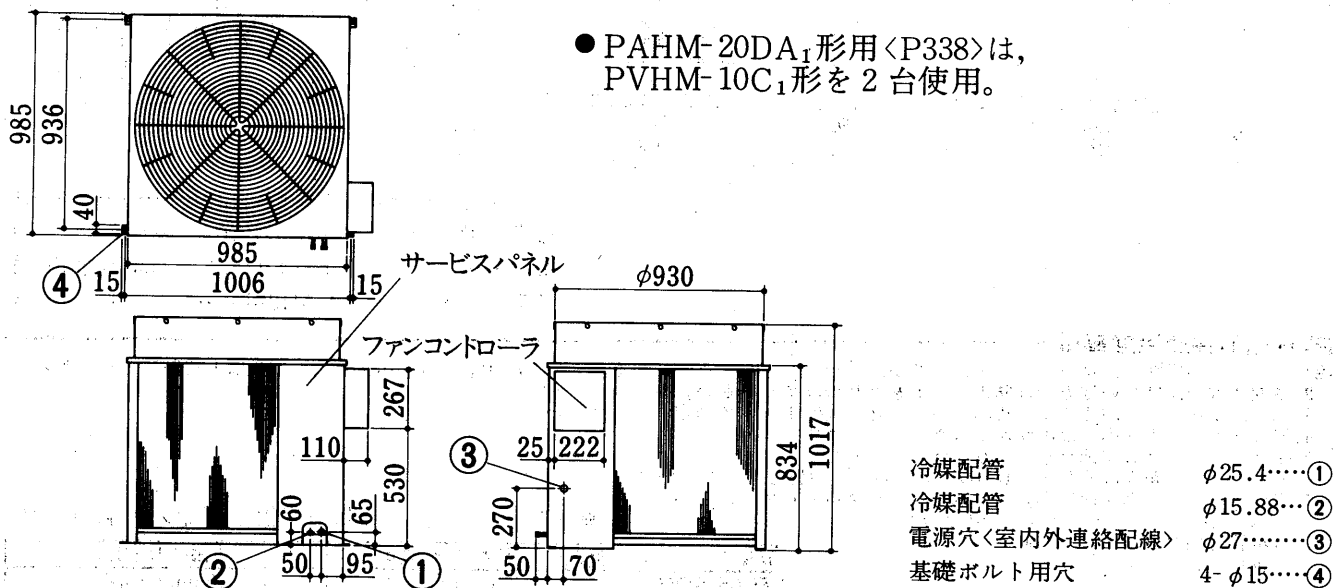 ● PAHM-20DA₁形用〈P338〉は,
PVHM-10C₁形を 2 台使用。
985
936
40
④
985
15 1006 15
サービスパネル
ファンコントローラ
267
110
530
60
65
② 50 95 ①
φ930
25 222
③
270
834
1017
50 70
冷媒配管 φ25.4……①
冷媒配管 φ15.88…②
電源穴〈室内外連絡配線〉 φ27………③
基礎ボルト用穴 4-φ15……④